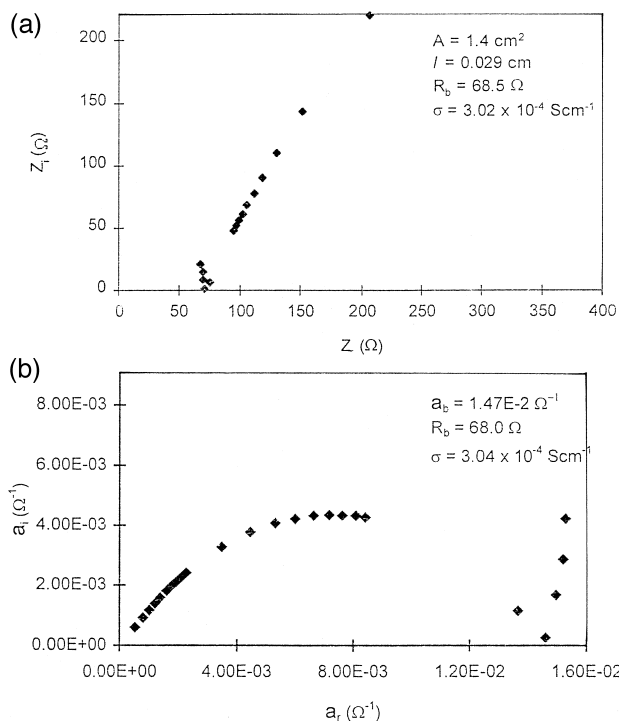 (a)
200
150
100
50
0
Zᵢ (Ω)
A = 1.4 cm²
l = 0.029 cm
R_b = 68.5 Ω
σ = 3.02 x 10⁻⁴ Scm⁻¹
0 50 100 150 200 250 300 350 400
Z (Ω)
(b)
8.00E-03
6.00E-03
4.00E-03
2.00E-03
0.00E+00
aᵢ (Ω⁻¹)
a_b = 1.47E-2 Ω⁻¹
R_b = 68.0 Ω
σ = 3.04 x 10⁻⁴ Scm⁻¹
0.00E+00 4.00E-03 8.00E-03 1.20E-02 1.60E-02
aᵣ (Ω⁻¹)